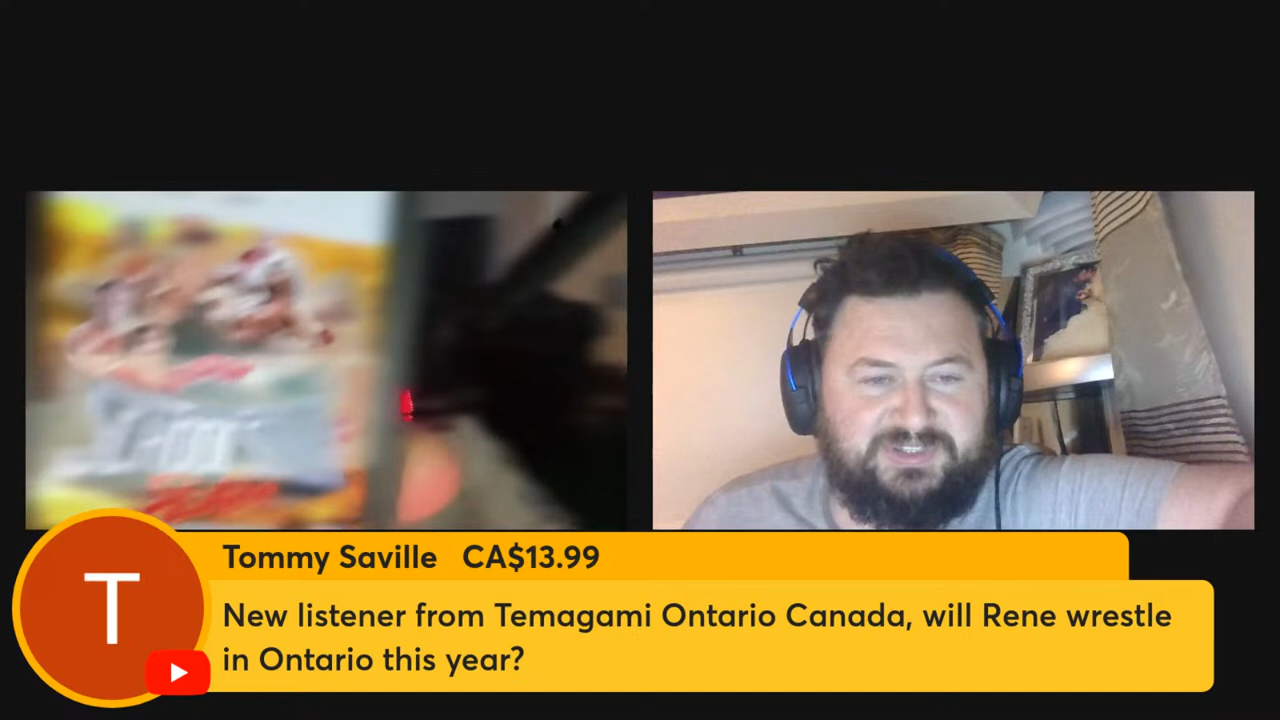 Tommy Saville CA$13.99
New listener from Temagami Ontario Canada, will Rene wrestle
in Ontario this year?
T